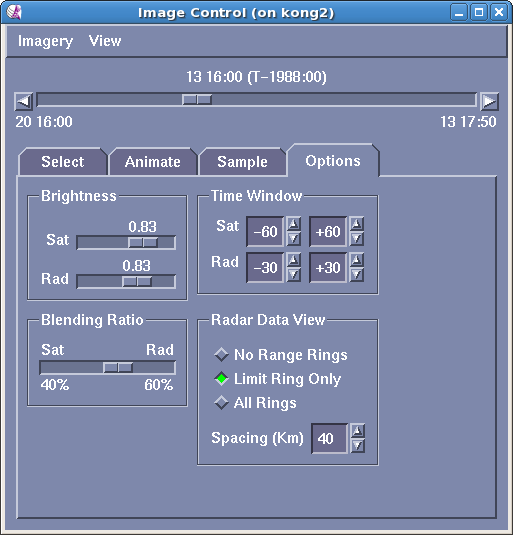 Image Control (on kong2)
Imagery View
13 16:00 (T−1988:00)
20 16:00 13 17:50
Select Animate Sample Options
Brightness
0.83
Sat
0.83
Rad
Time Window
Sat −60 +60
Rad −30 +30
Blending Ratio
Sat Rad
40% 60%
Radar Data View
No Range Rings
Limit Ring Only
All Rings
Spacing (Km) 40